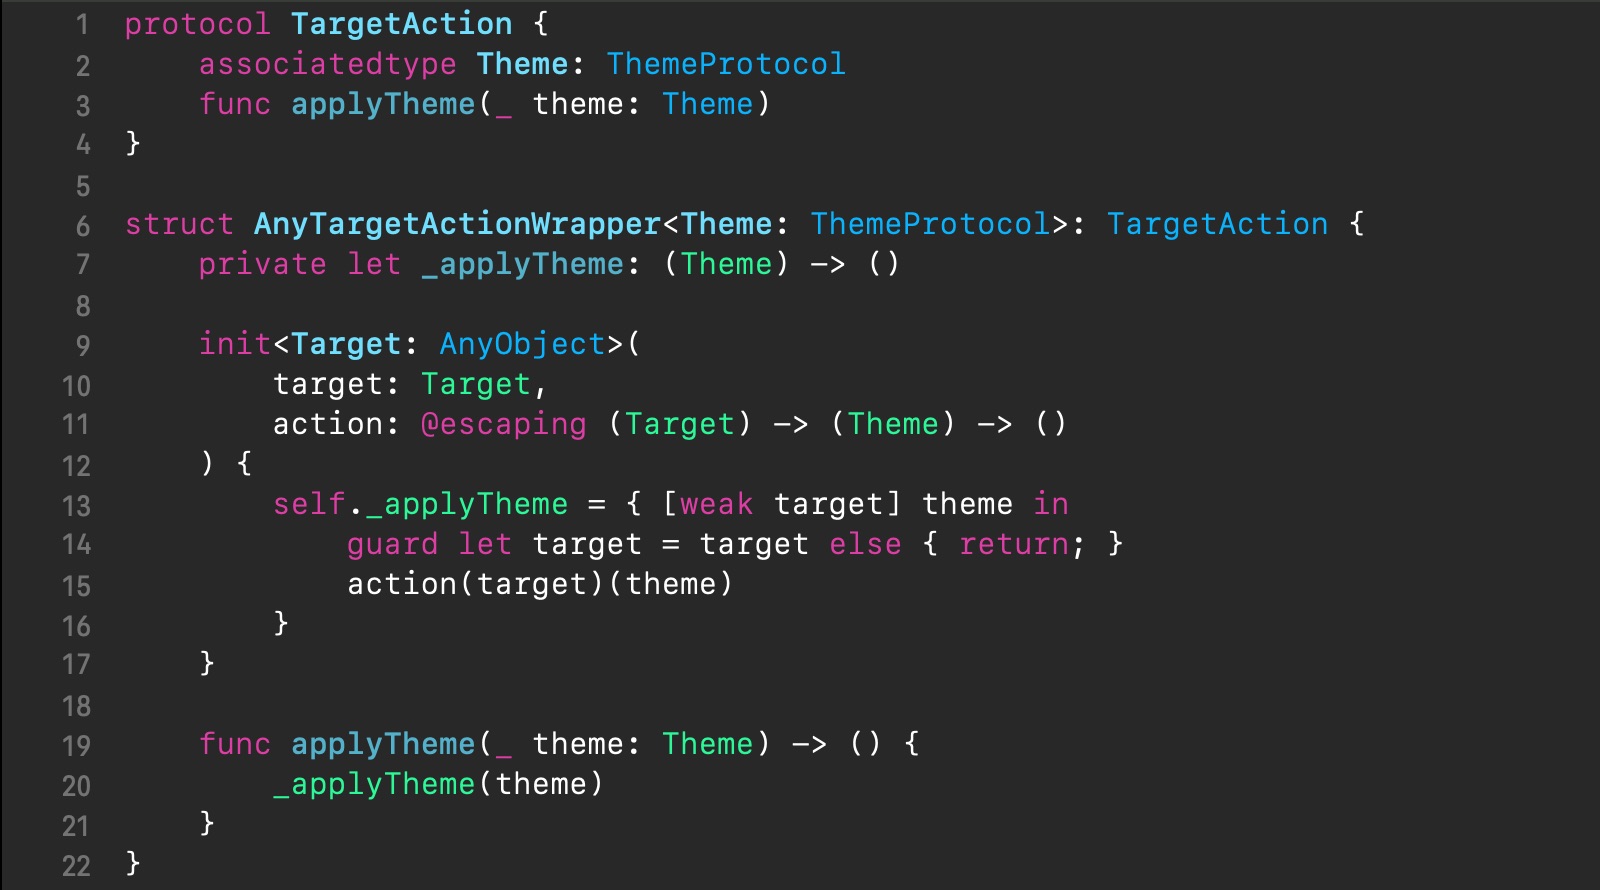 1 protocol TargetAction {
2     associatedtype Theme: ThemeProtocol
3     func applyTheme(_ theme: Theme)
4 }
5
6 struct AnyTargetActionWrapper<Theme: ThemeProtocol>: TargetAction {
7     private let _applyTheme: (Theme) -> ()
8
9     init<Target: AnyObject>(
10         target: Target,
11         action: @escaping (Target) -> (Theme) -> ()
12     ) {
13         self._applyTheme = { [weak target] theme in
14             guard let target = target else { return; }
15             action(target)(theme)
16         }
17     }
18
19     func applyTheme(_ theme: Theme) -> () {
20         _applyTheme(theme)
21     }
22 }